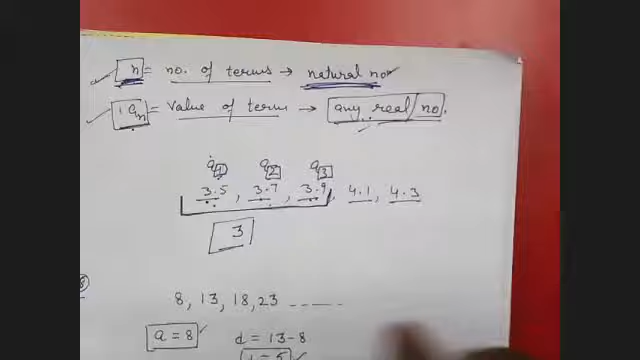 n = no. of terms → natural no
an = value of terms → any real no.
a1 a2 a3
3.5, 3.7, 3.9, 4.1, 4.3
3
8, 13, 18, 23 -----
a = 8 d = 13-8
d = 5